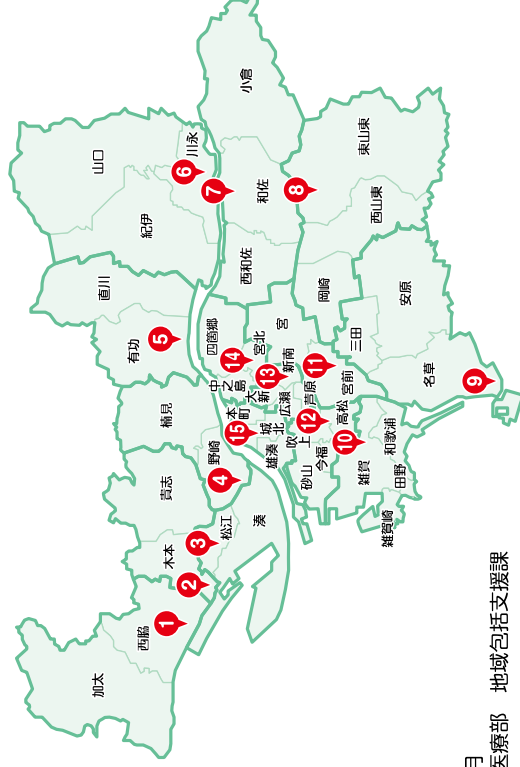 加太
西脇
1
2
木本
3
松江
貴志
4
野崎
湊
楠見
有功
5
直川
紀伊
山口
6
川永
7
小倉
和佐
西和佐
8
東山東
西山東
岡崎
安原
三田
名草
9
四箇郷
14
宮北
宮
中之島
大新
13
新南
広瀬
芦原
11
宮前
本町
15
城北
雄湊
吹上
12
高松
今福
10
砂山
雑賀
和歌浦
田野
雑賀崎
月
医療部 地域包括支援課